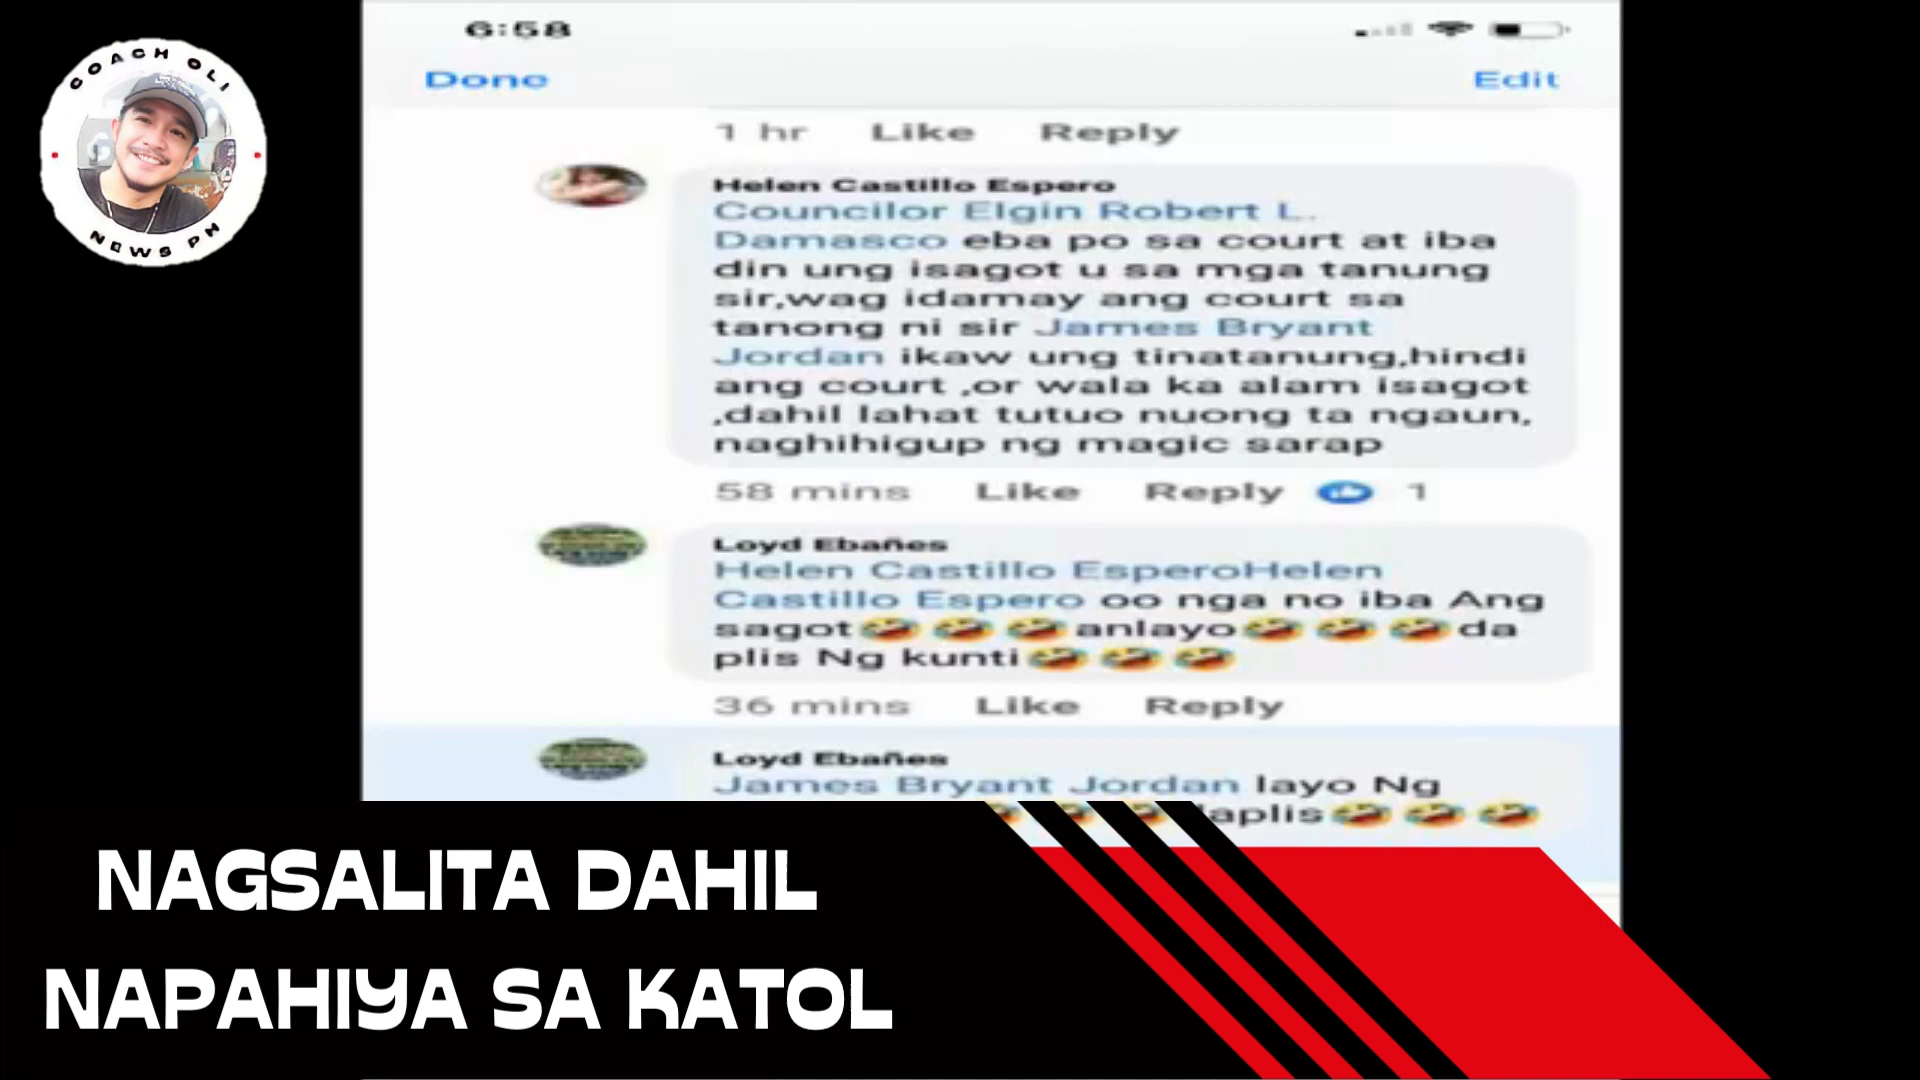 COACH OLI
NEWS PH
6:58
Done
Edit
1 hr Like Reply
Helen Castillo Espero
Councilor Elgin Robert L.
Damasco eba po sa court at iba
din ung isagot u sa mga tanung
sir,wag idamay ang court sa
tanong ni sir James Bryant
Jordan ikaw ung tinatanung,hindi
ang court ,or wala ka alam isagot
,dahil lahat tutuo nuong ta ngaun,
naghihigup ng magic sarap
58 mins Like Reply 1
Loyd Ebañes
Helen Castillo EsperoHelen
Castillo Espero oo nga no iba Ang
sagot🤣🤣🤣anlayo🤣🤣🤣da
plis Ng kunti🤣🤣🤣
36 mins Like Reply
Loyd Ebañes
James Bryant Jordan layo Ng
🤣🤣🤣 aplis🤣🤣🤣
NAGSALITA DAHIL
NAPAHIYA SA KATOL